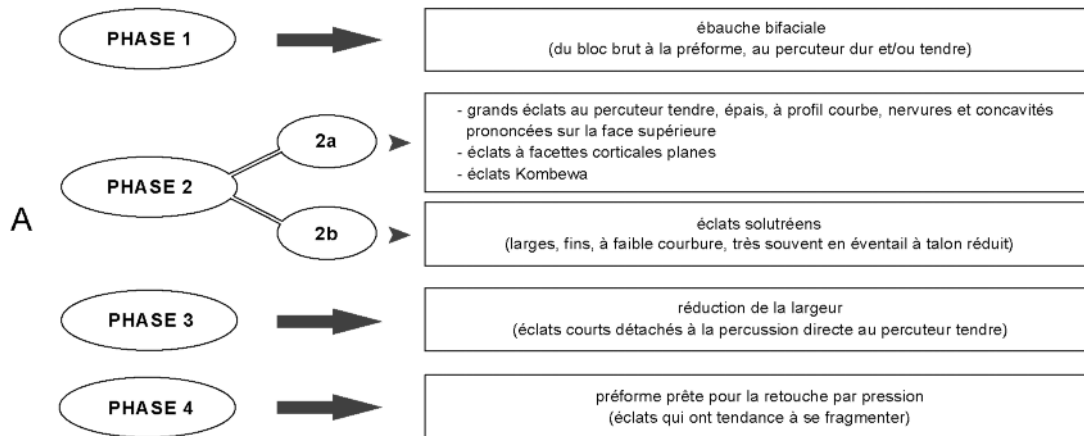 PHASE 1
ébauche bifaciale
(du bloc brut à la préforme, au percuteur dur et/ou tendre)
A
PHASE 2
2a
- grands éclats au percuteur tendre, épais, à profil courbe, nervures et concavités
prononcées sur la face supérieure
- éclats à facettes corticales planes
- éclats Kombewa
2b
éclats solutréens
(larges, fins, à faible courbure, très souvent en éventail à talon réduit)
PHASE 3
réduction de la largeur
(éclats courts détachés à la percussion directe au percuteur tendre)
PHASE 4
préforme prête pour la retouche par pression
(éclats qui ont tendance à se fragmenter)